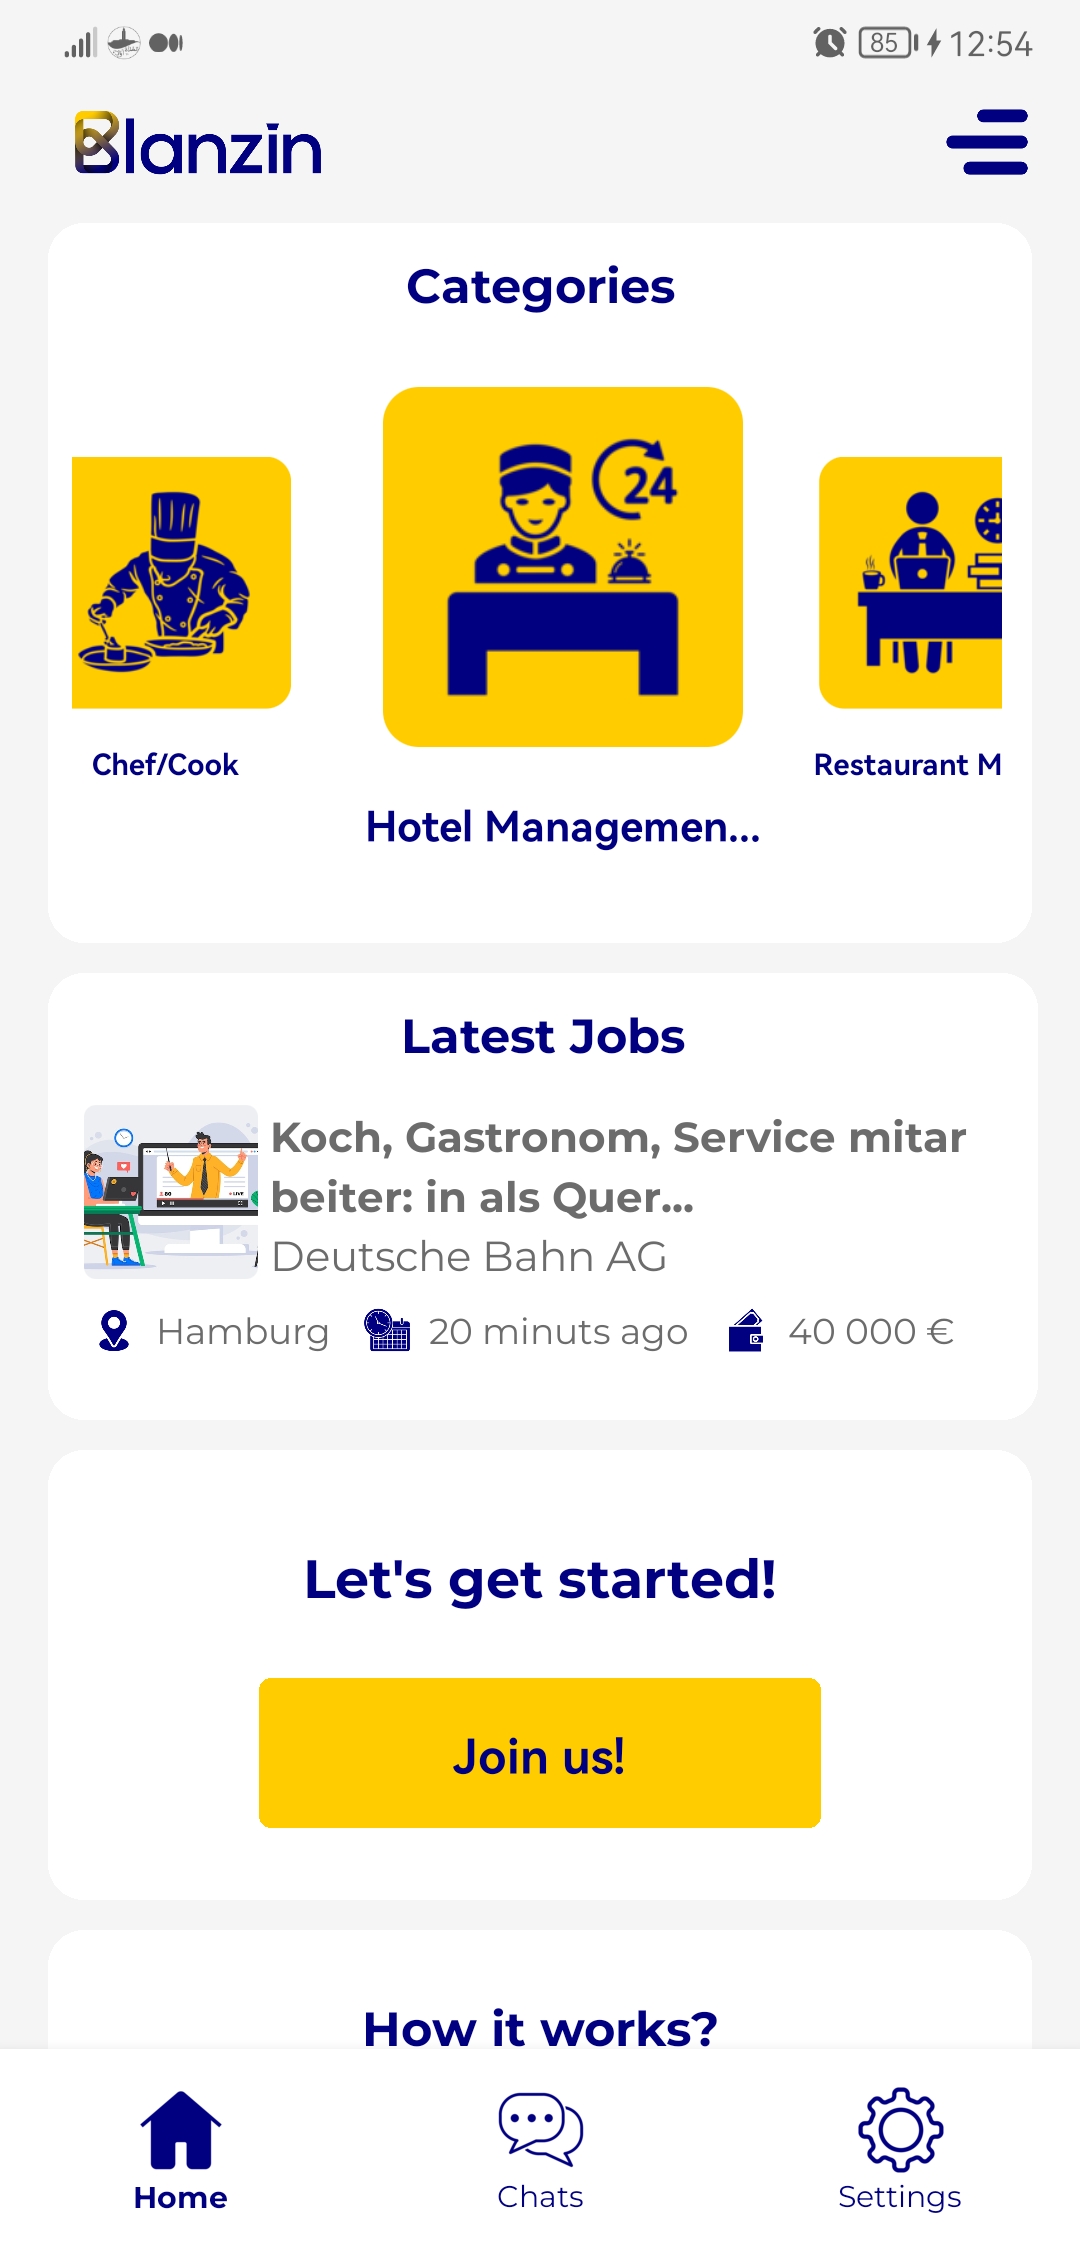 85 12:54
Blanzin
Categories
24
Chef/Cook
Restaurant M
Hotel Managemen...
Latest Jobs
Koch, Gastronom, Service mitar
beiter: in als Quer...
Deutsche Bahn AG
Hamburg 20 minuts ago 40 000 €
Let's get started!
Join us!
How it works?
Home Chats Settings